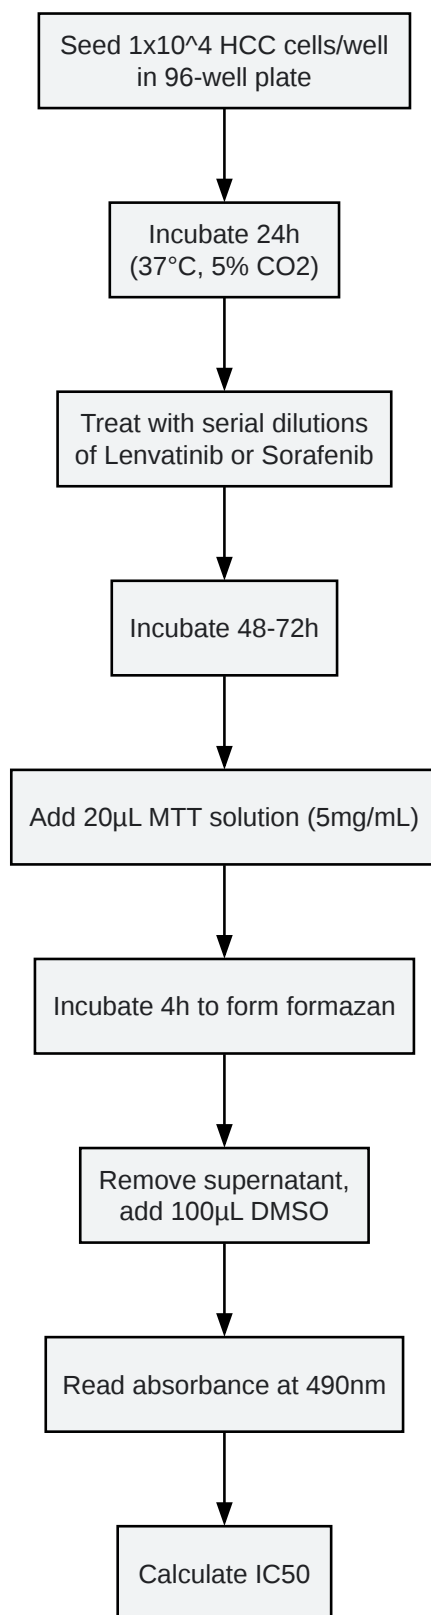 Seed 1x10^4 HCC cells/well
in 96-well plate
Incubate 24h
(37°C, 5% CO2)
Treat with serial dilutions
of Lenvatinib or Sorafenib
Incubate 48-72h
Add 20µL MTT solution (5mg/mL)
Incubate 4h to form formazan
Remove supernatant,
add 100µL DMSO
Read absorbance at 490nm
Calculate IC50